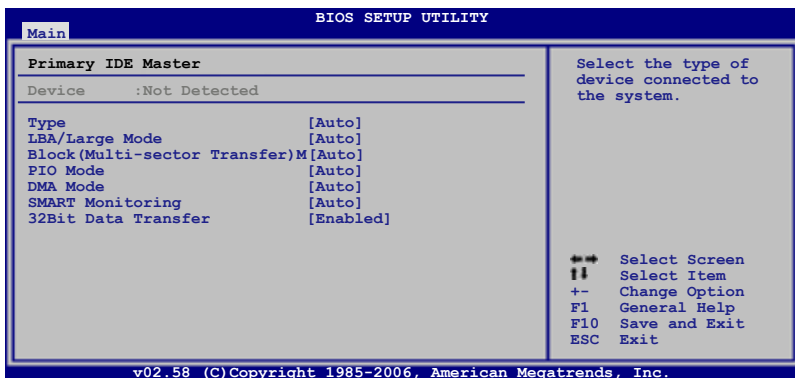 BIOS SETUP UTILITY
Main
Primary IDE Master
Device :Not Detected
Type [Auto]
LBA/Large Mode [Auto]
Block(Multi-sector Transfer)M[Auto]
PIO Mode [Auto]
DMA Mode [Auto]
SMART Monitoring [Auto]
32Bit Data Transfer [Enabled]
Select the type of
device connected to
the system.
←→ Select Screen
↑↓ Select Item
+- Change Option
F1 General Help
F10 Save and Exit
ESC Exit
v02.58 (C)Copyright 1985-2006, American Megatrends, Inc.